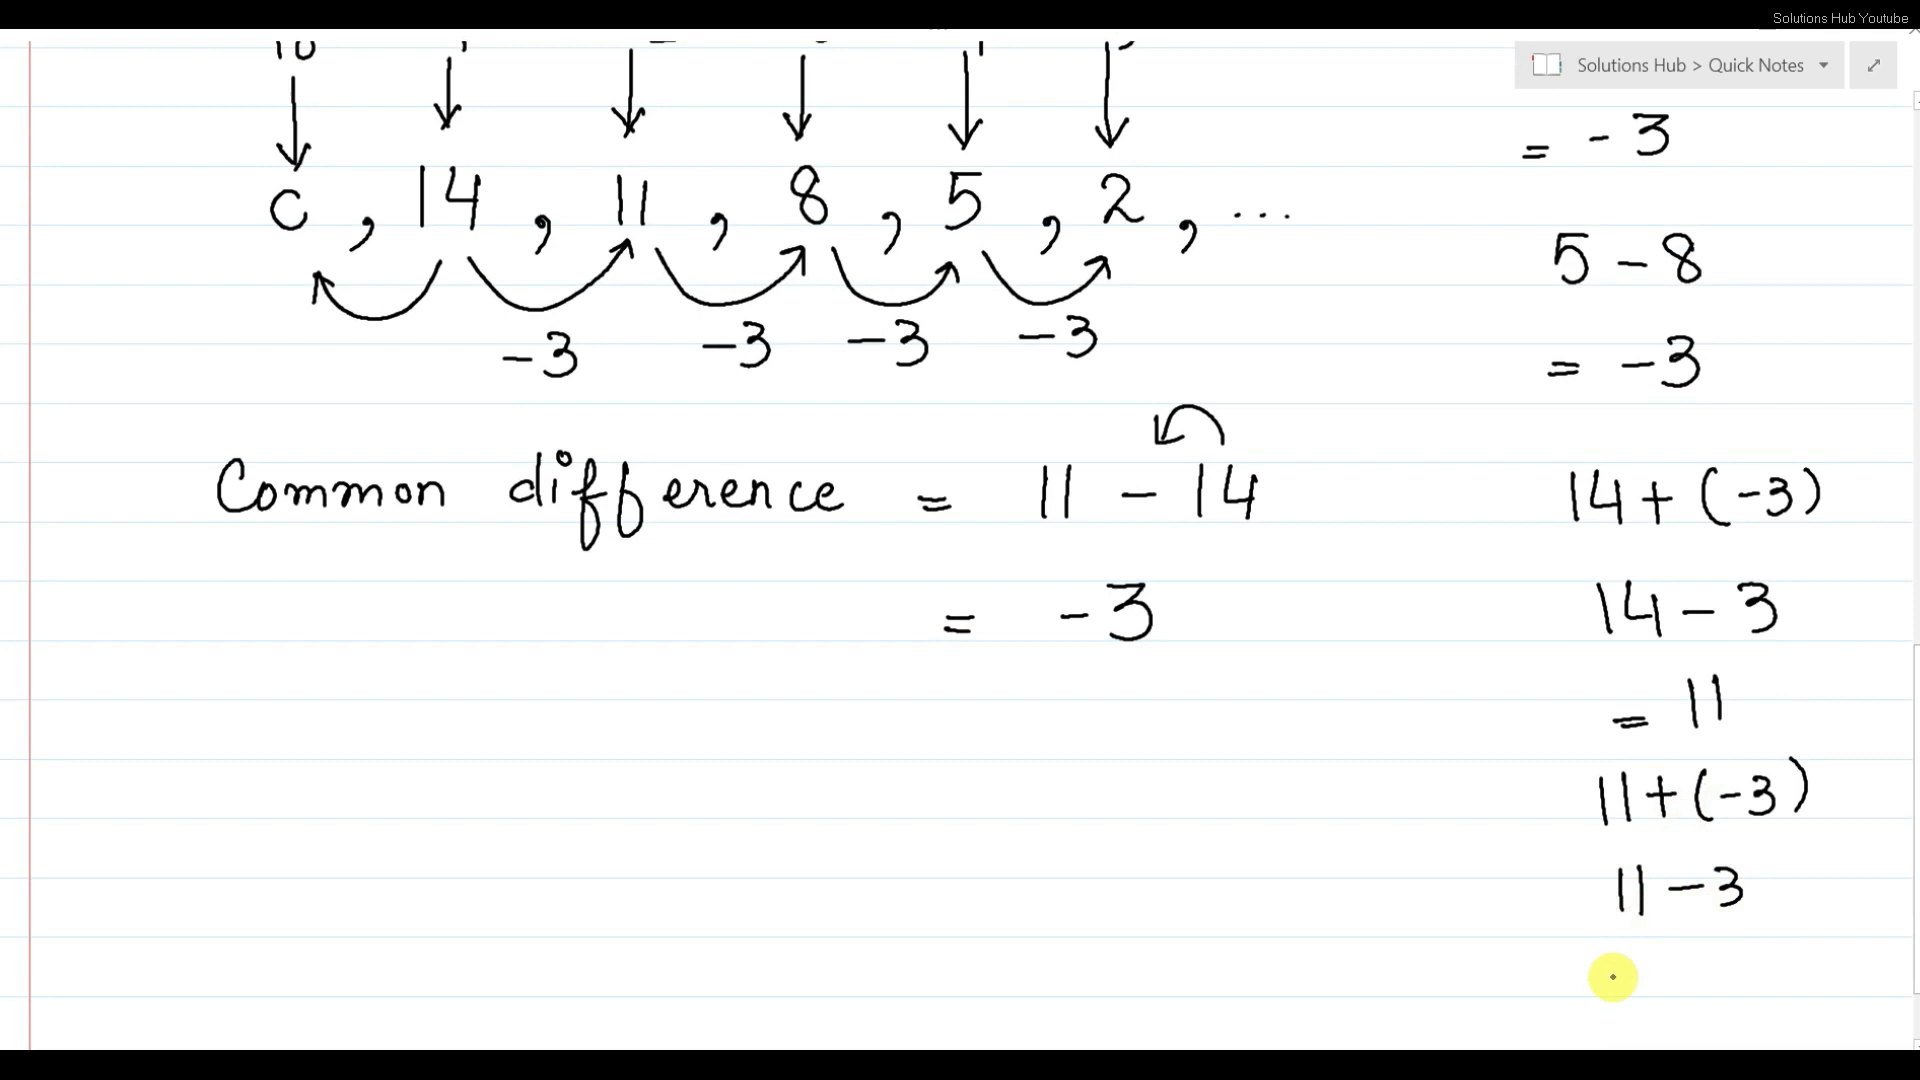 Solutions Hub Youtube
Solutions Hub > Quick Notes
c , 14 , 11 , 8 , 5 , 2 , ...
-3 -3 -3 -3
Common difference = 11 - 14
= -3
= -3
5 - 8
= -3
14 + (-3)
14 - 3
= 11
11 + (-3)
11 - 3